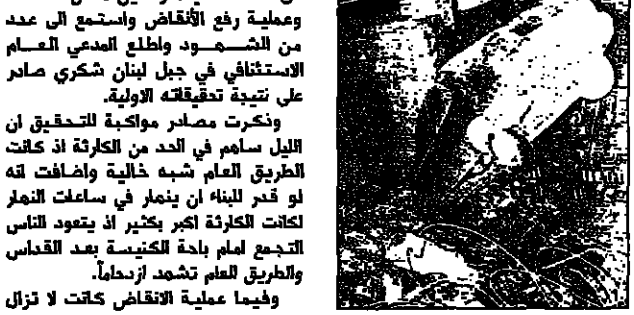 وعملية رفع الأنقاض واستمع الى عدد
من الشهود واطلع المدعي العام
الاستئنافي في جبل لبنان شكري صادر
على نتيجة تحقيقاته الاولية.
وذكرت مصادر مواكبة للتحقيق ان
الليل ساهم في الحد من الكارثة اذ كانت
الطريق العام شبه خالية واضافت انه
لو قدر للبناء ان ينهار في ساعات النهار
لكانت الكارثة اكبر بكثير اذ يتعود الناس
التجمع امام باحة الكنيسة بعد القداس
والطريق العام تشهد ازدحاماً.
وفيما عملية الانقاض كانت لا تزال